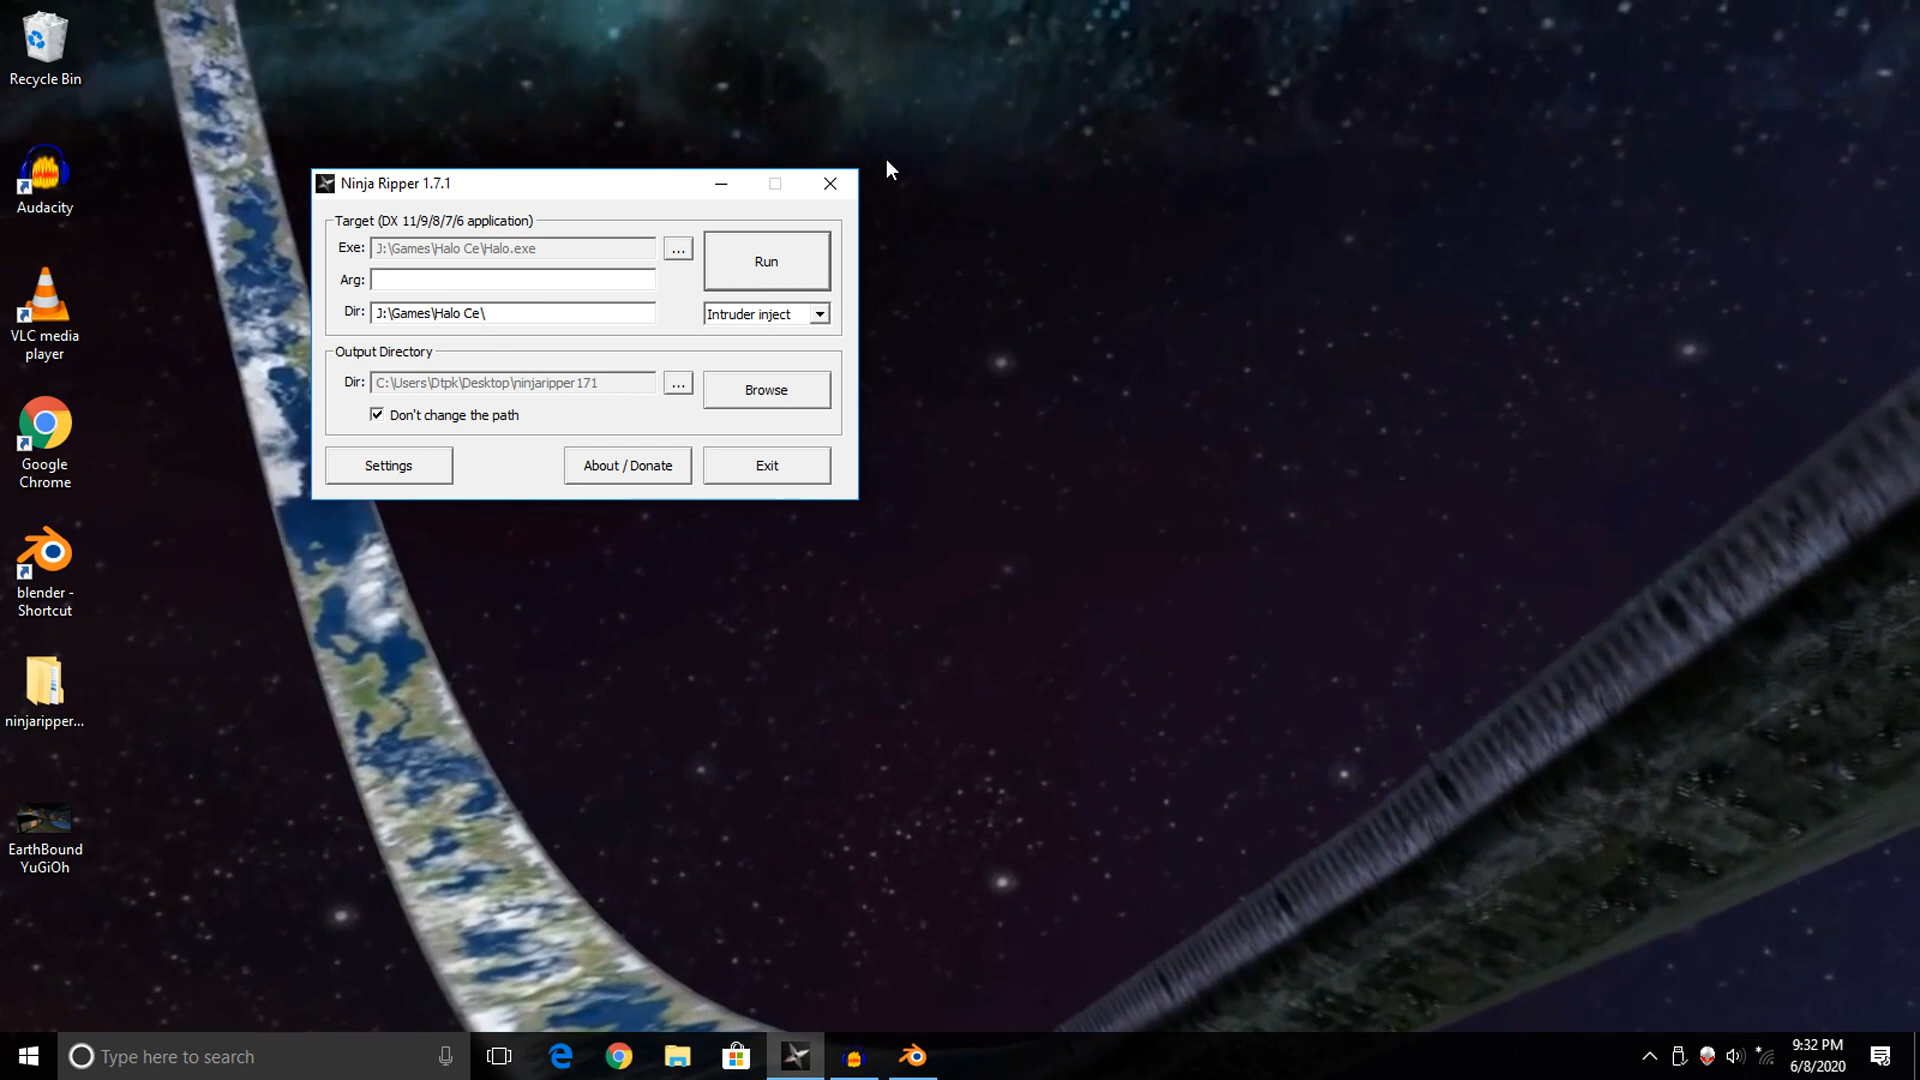 Recycle Bin
Audacity
VLC media
player
Google
Chrome
blender -
Shortcut
ninjaripper...
EarthBound
YuGiOh
Ninja Ripper 1.7.1
Target (DX 11/9/8/7/6 application)
Exe: J:\Games\Halo Ce\Halo.exe ...
Run
Arg:
Dir: J:\Games\Halo Ce\
Intruder inject
Output Directory
Dir: C:\Users\Dtpk\Desktop\ninjaripper171 ...
Browse
Don't change the path
Settings
About / Donate
Exit
Type here to search
9:32 PM
6/8/2020